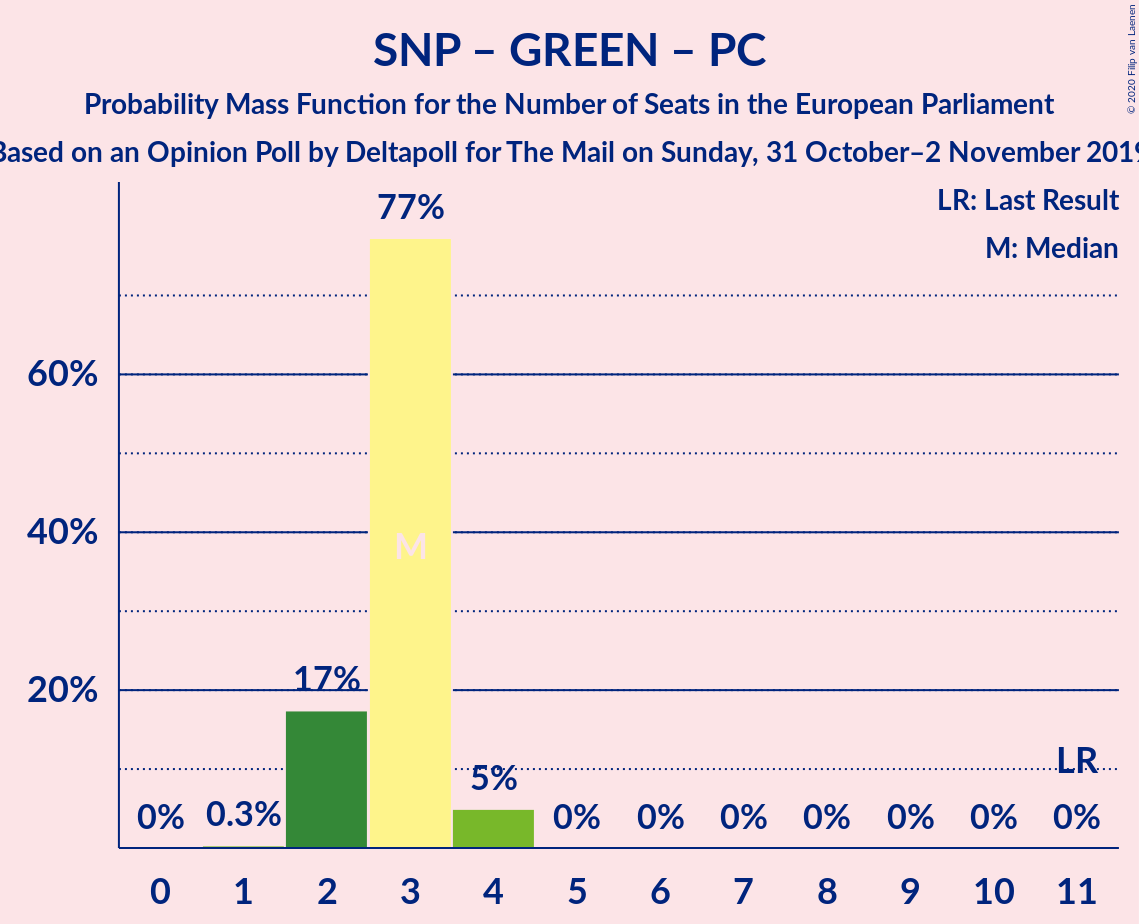 SNP – GREEN – PC
Probability Mass Function for the Number of Seats in the European Parliament
Based on an Opinion Poll by Deltapoll for The Mail on Sunday, 31 October–2 November 2019
© 2020 Filip van Laenen
LR: Last Result
M: Median
77%
60%
40%
M
20%
17%
5%
LR
0% 0.3% 0% 0% 0% 0% 0% 0% 0%
0 1 2 3 4 5 6 7 8 9 10 11